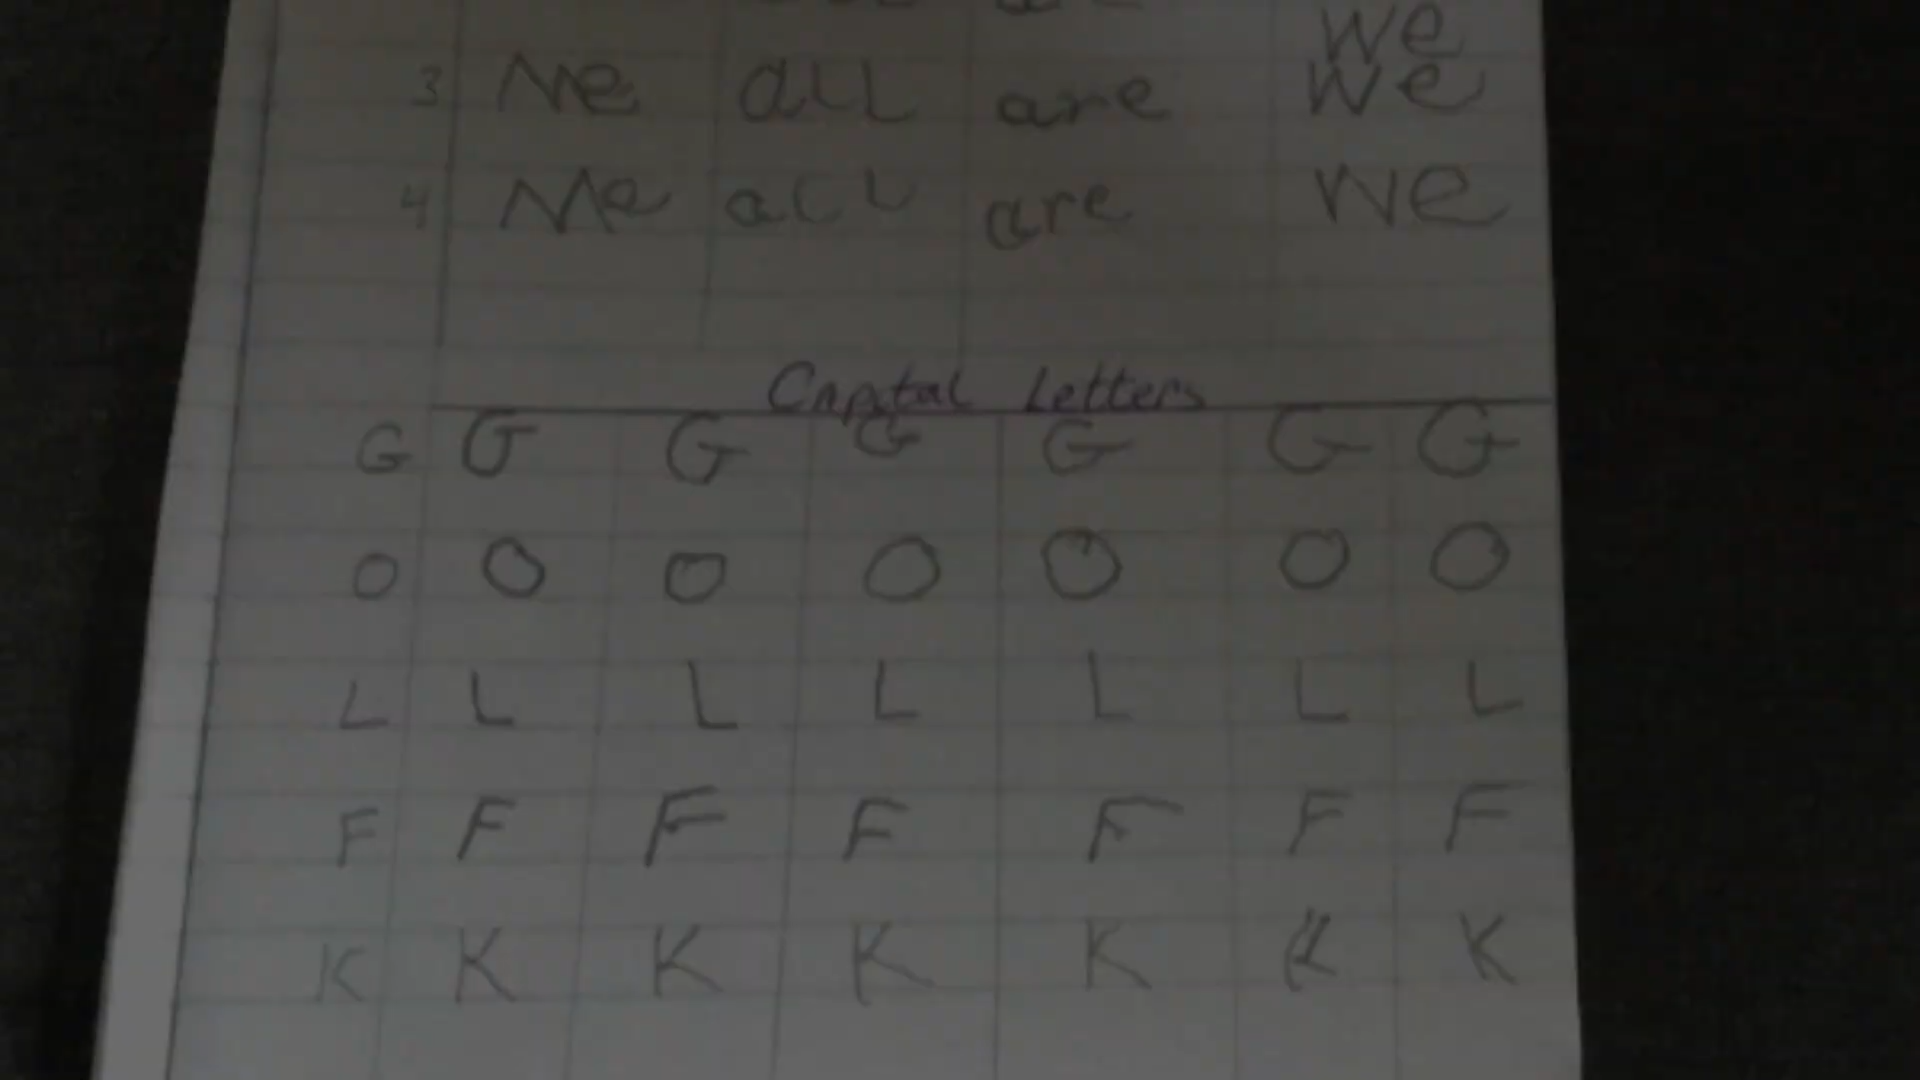 we
3 Me all are we
4 Me all are we
Capital Letters
G G G G G G G
O O O O O O O
L L L L L L L
F F F F F F F
K K K K K K K